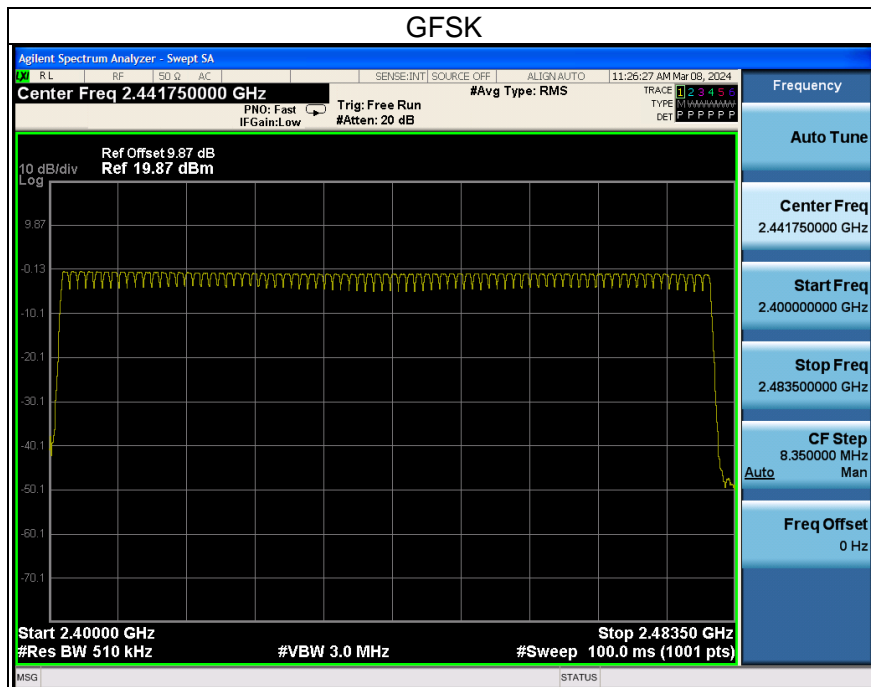 GFSK
Agilent Spectrum Analyzer - Swept SA
LXI RL RF 50 Ω AC SENSE:INT SOURCE OFF ALIGN AUTO 11:26:27 AM Mar 08, 2024
Center Freq 2.441750000 GHz #Avg Type: RMS TRACE 1 2 3 4 5 6
PNO: Fast Trig: Free Run TYPE M WWWWW
IFGain:Low #Atten: 20 dB DET P P P P P P
Ref Offset 9.87 dB
10 dB/div Ref 19.87 dBm
Log
9.87
-0.13
-10.1
-20.1
-30.1
-40.1
-50.1
-60.1
-70.1
Start 2.40000 GHz Stop 2.48350 GHz
#Res BW 510 kHz #VBW 3.0 MHz #Sweep 100.0 ms (1001 pts)
MSG STATUS
Frequency
Auto Tune
Center Freq
2.441750000 GHz
Start Freq
2.400000000 GHz
Stop Freq
2.483500000 GHz
CF Step
8.350000 MHz
Auto Man
Freq Offset
0 Hz